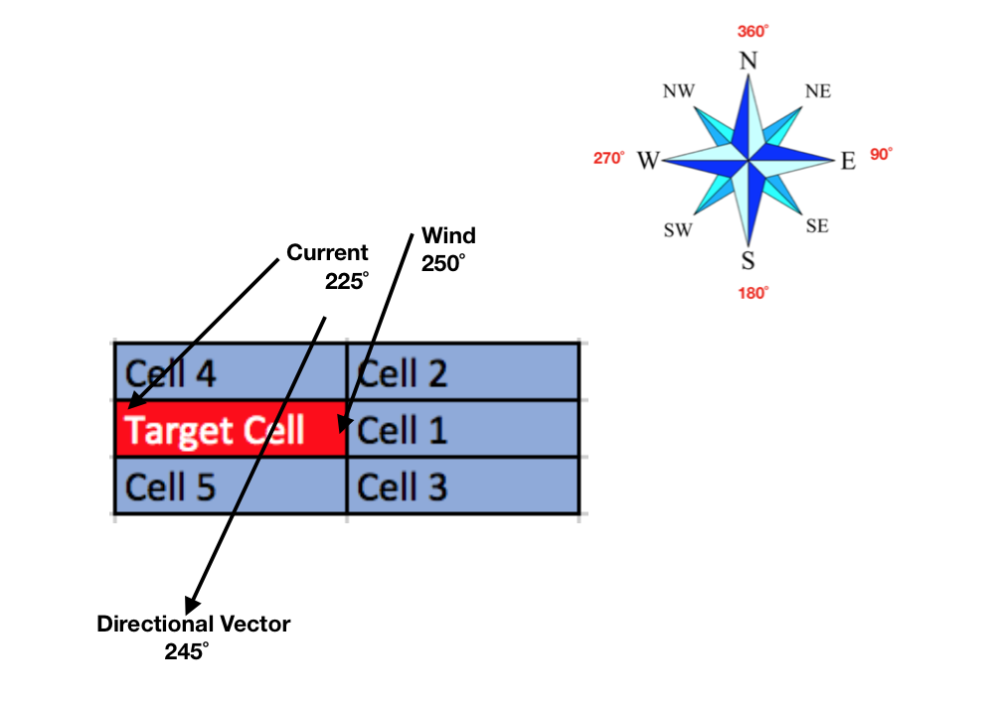 360°
N
NW
NE
270°
W
E
90°
SW
SE
S
180°
Current
225°
Wind
250°
Cell 4
Cell 2
Target Cell
Cell 1
Cell 5
Cell 3
Directional Vector
245°